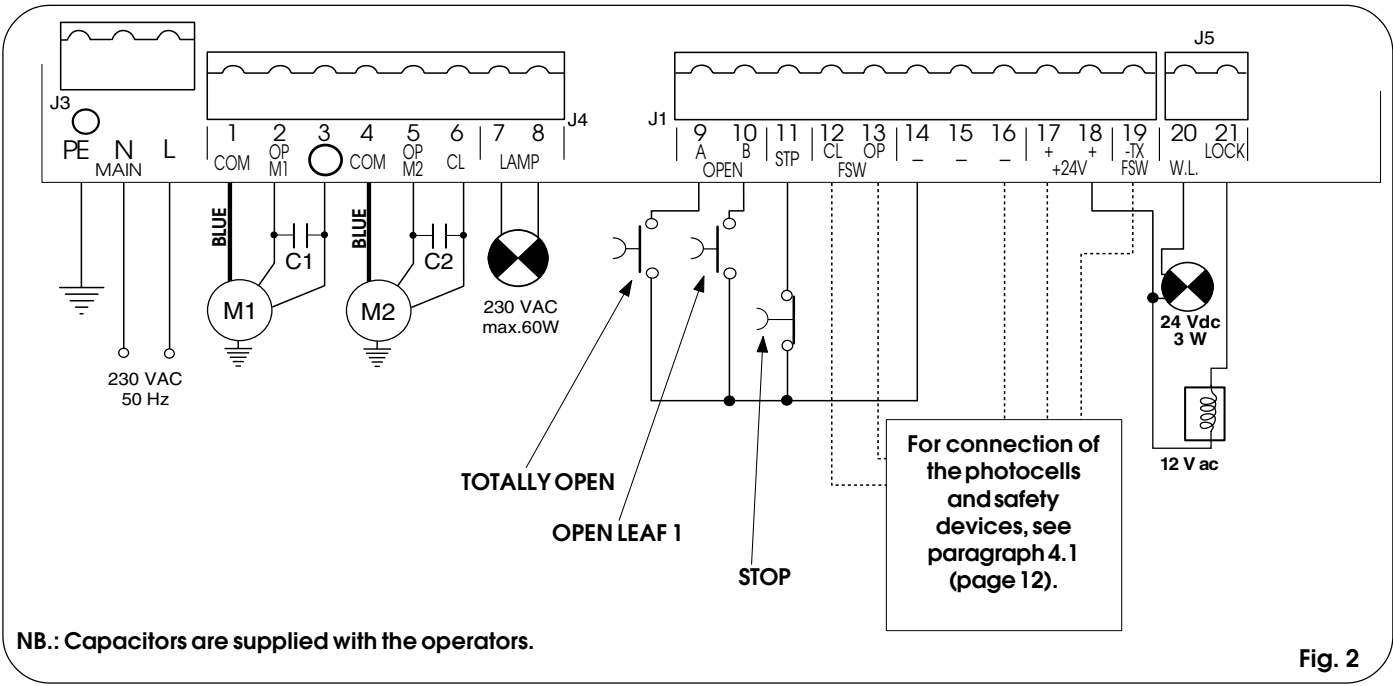 J5
J3
J4
J1
PE N L
MAIN
1 2 3 4 5 6 7 8
COM OP M1 COM OP M2 CL LAMP
9 10 11 12 13 14 15 16 17 18 19 20 21
A B STP CL OP – – – + + -TX W.L. LOCK
OPEN FSW +24V FSW
BLUE
BLUE
C1
C2
M1
M2
230 VAC
max.60W
230 VAC
50 Hz
24 Vdc
3 W
12 V ac
TOTALLY OPEN
OPEN LEAF 1
STOP
For connection of
the photocells
and safety
devices, see
paragraph 4.1
(page 12).
NB.: Capacitors are supplied with the operators.
Fig. 2